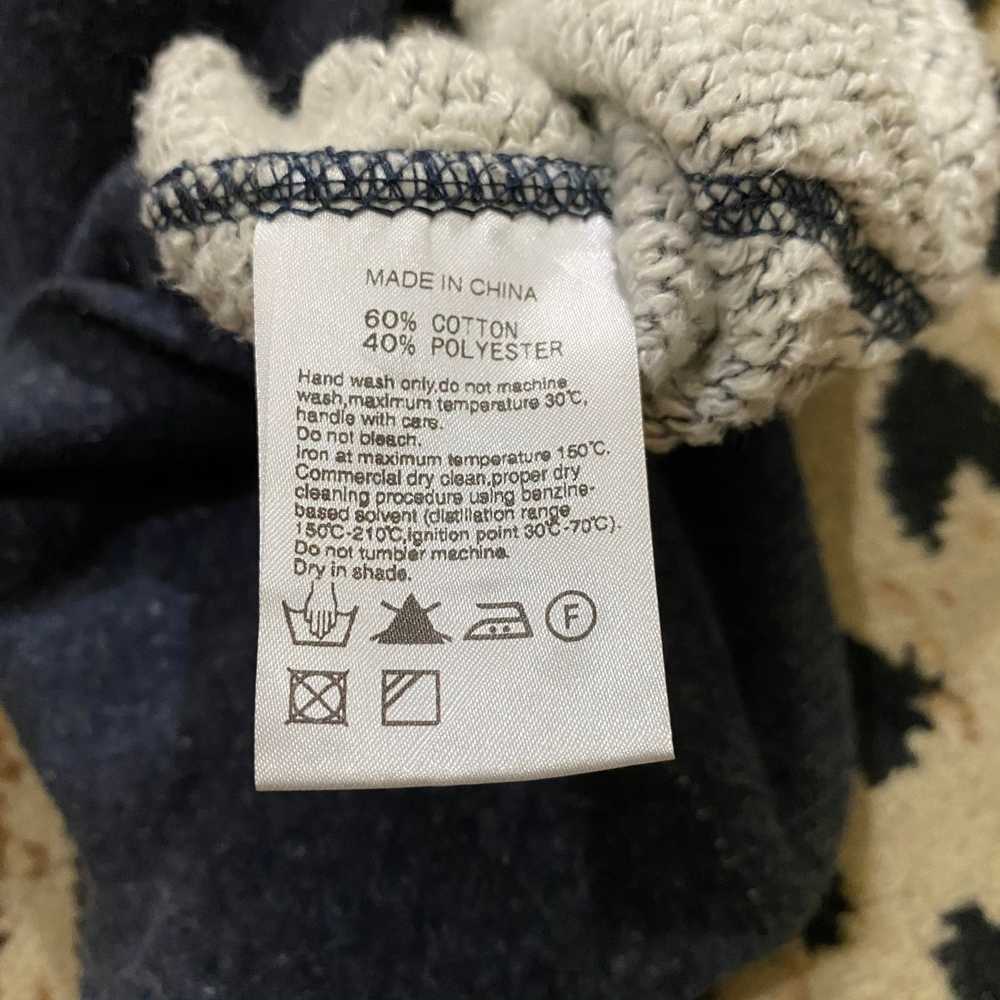 MADE IN CHINA
60% COTTON
40% POLYESTER
Hand wash only,do not machine
wash,maximum temperature 30℃,
handle with care.
Do not bleach.
Iron at maximum temperature 150℃.
Commercial dry clean,proper dry
cleaning procedure using benzine-
based solvent (distillation range
150℃-210℃,ignition point 30℃-70℃).
Do not tumbler machine.
Dry in shade.
F